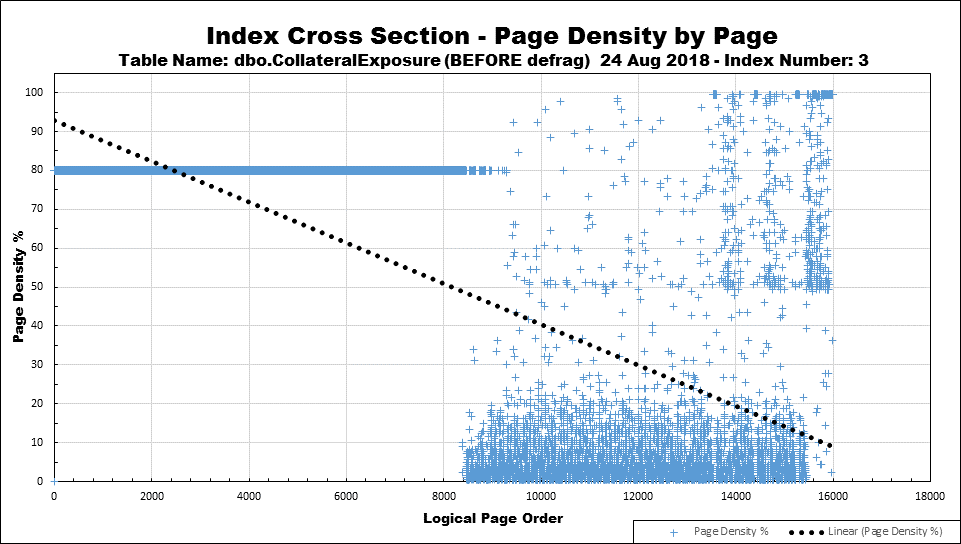 Index Cross Section - Page Density by Page
Table Name: dbo.CollateralExposure (BEFORE defrag)  24 Aug 2018 - Index Number: 3
Page Density %
100
90
80
70
60
50
40
30
20
10
0
0 2000 4000 6000 8000 10000 12000 14000 16000 18000
Logical Page Order
Page Density % Linear (Page Density %)